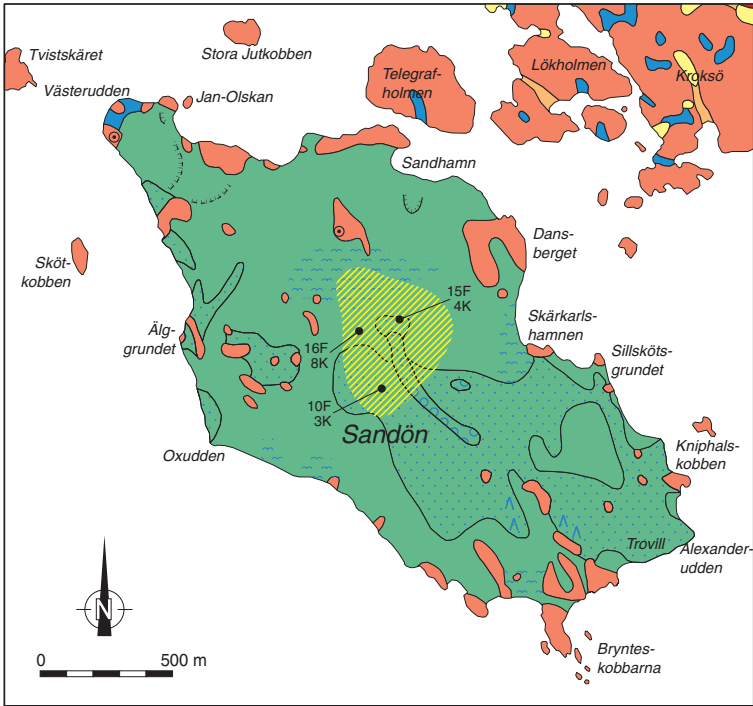 Tvistskäret
Stora Jutkobben
Västerudden
Jan-Olskan
Telegraf-
holmen
Lökholmen
Kroksö
Sandhamn
Sköt-
kobben
Dans-
berget
15F
4K
Skärkarls-
hamnen
Älg-
grundet
16F
8K
Sillsköts-
grundet
10F
3K
Sandön
Oxudden
Kniphals-
kobben
Trovill
Alexander-
udden
N
0
500 m
Bryntes-
kobbarna